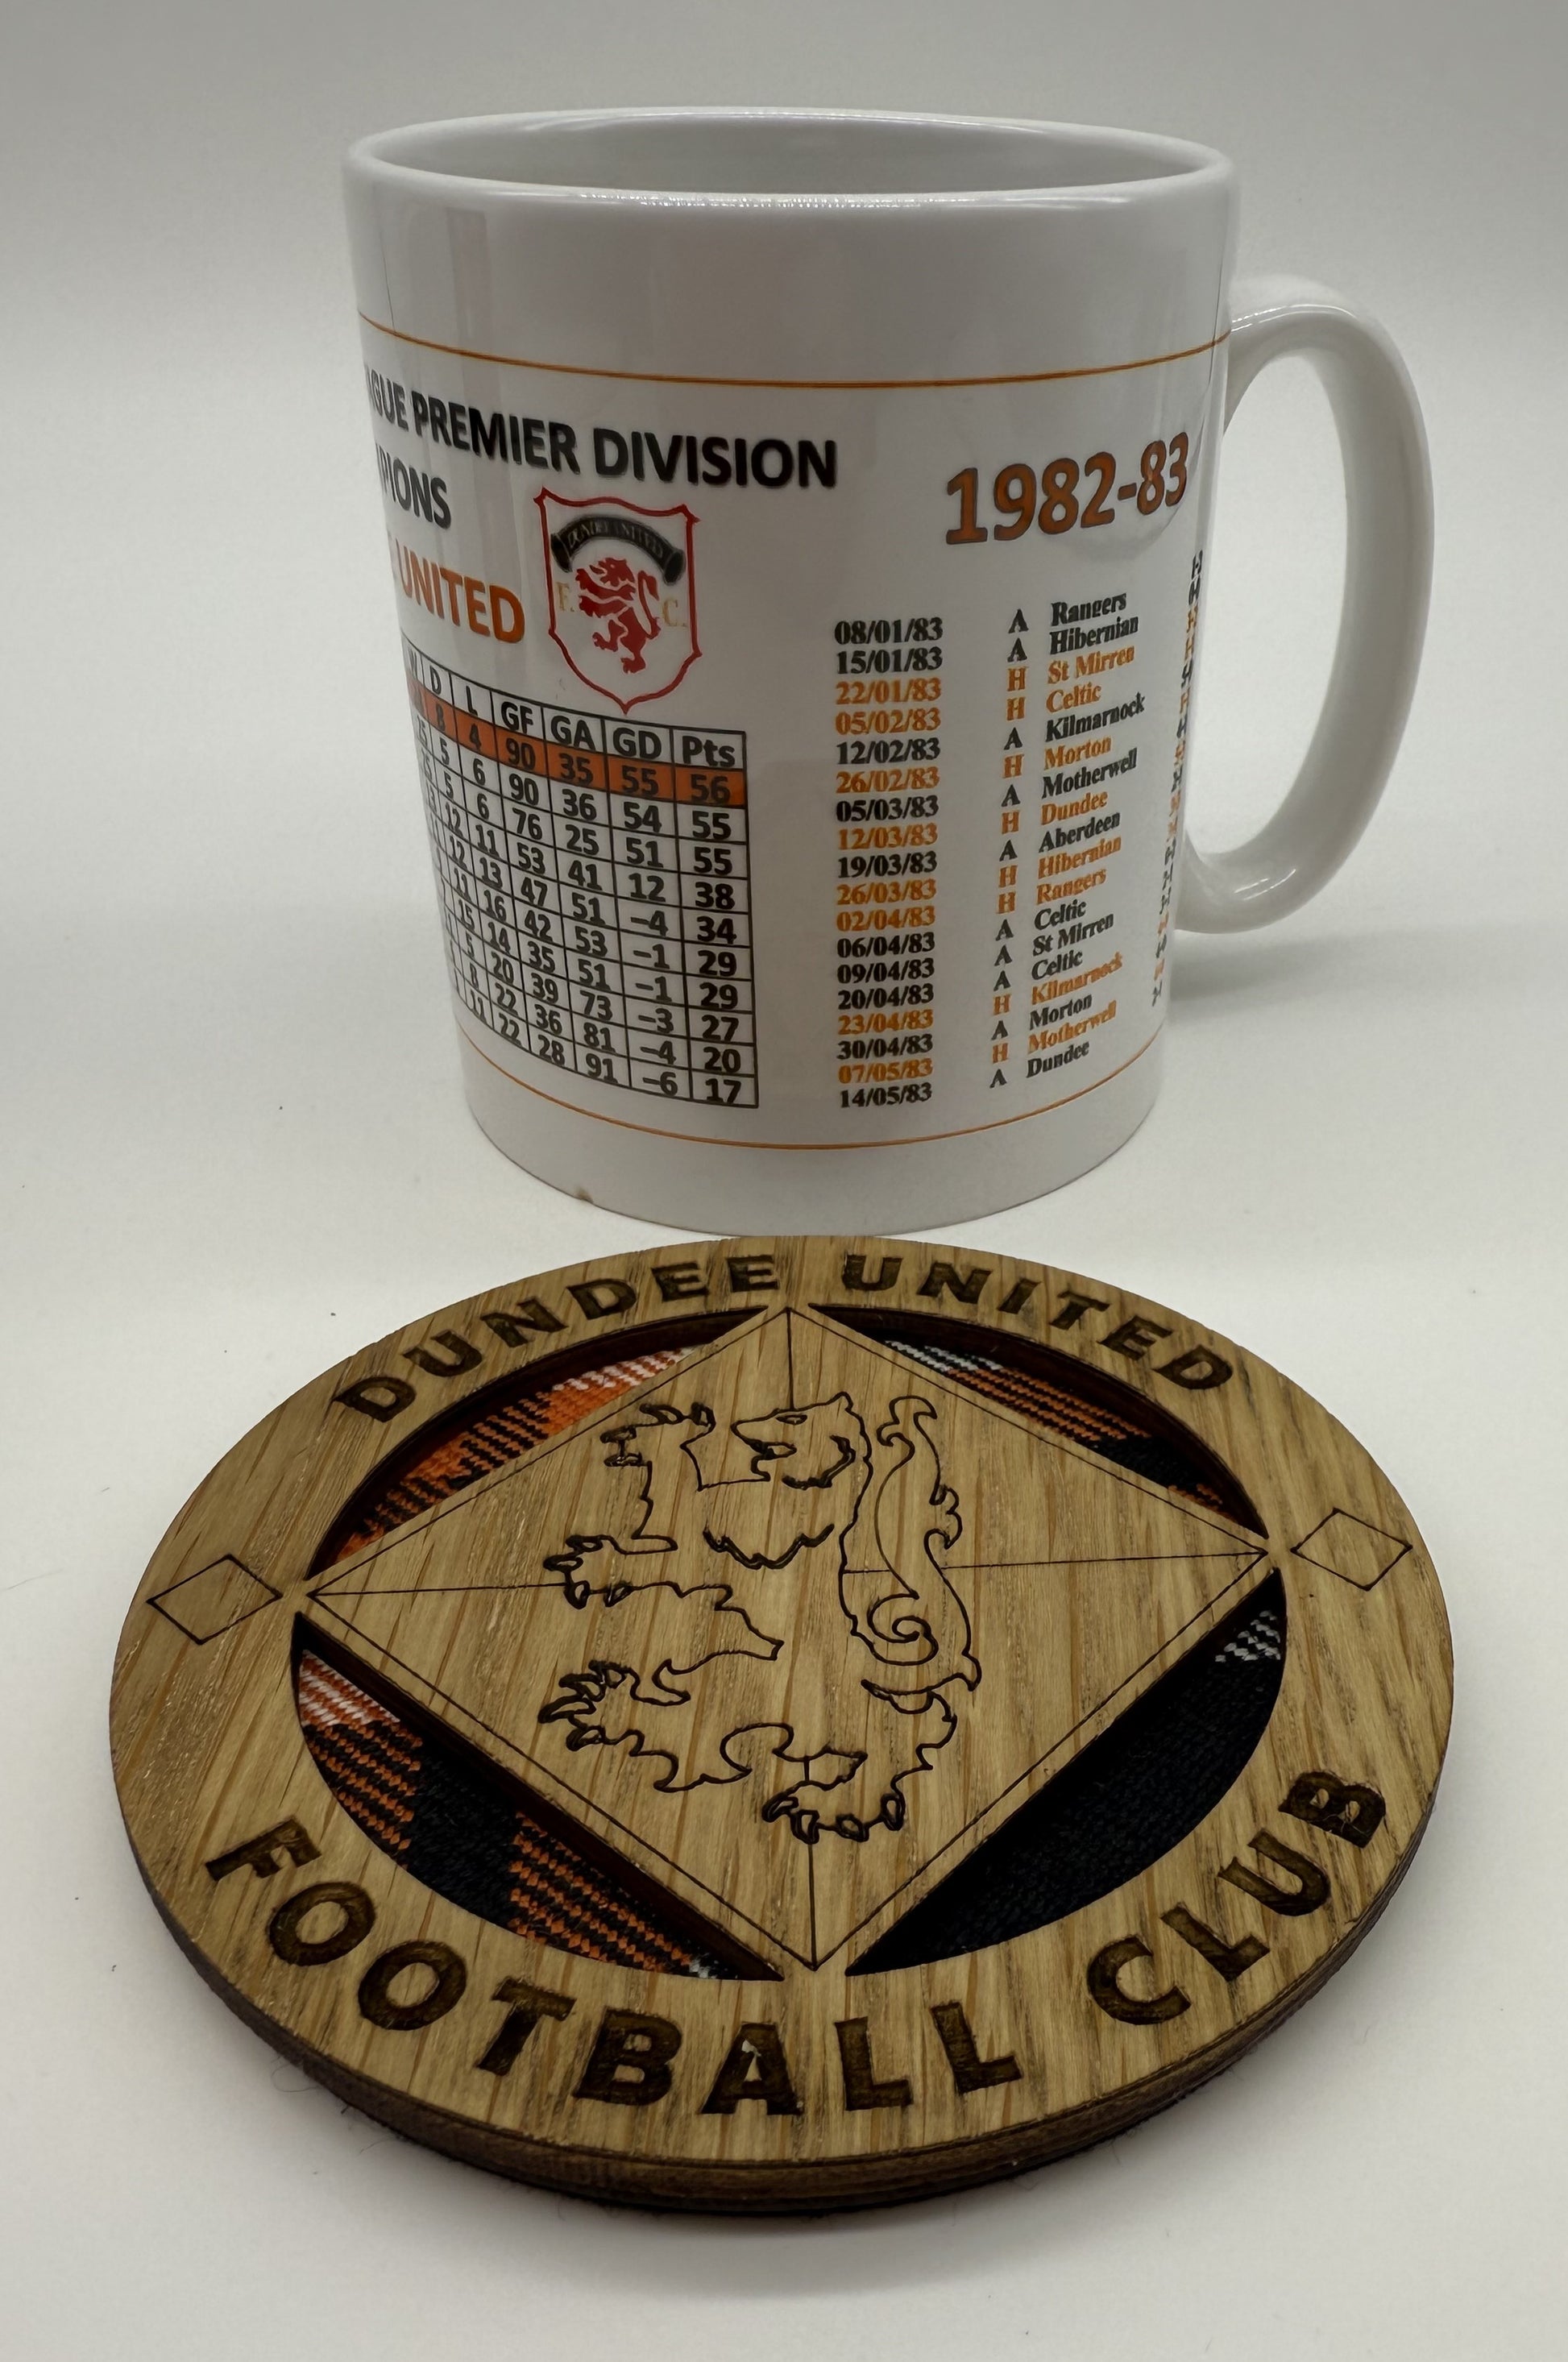 GUE PREMIER DIVISION
PIONS
UNITED
DUNDEE UNITED
F. C.
W D L GF GA GD Pts
8 4 90 35 55 56
5 6 90 36 54 55
5 6 76 25 51 55
12 11 53 41 12 38
12 13 47 51 –4 34
11 16 42 53 –1 29
15 14 35 51 –1 29
5 20 39 73 –3 27
8 22 36 81 –4 20
11 22 28 91 –6 17
1982-83
08/01/83 A Rangers
15/01/83 A Hibernian
22/01/83 H St Mirren
05/02/83 H Celtic
12/02/83 A Kilmarnock
26/02/83 H Morton
05/03/83 A Motherwell
12/03/83 H Dundee
19/03/83 A Aberdeen
26/03/83 H Hibernian
02/04/83 H Rangers
06/04/83 A Celtic
09/04/83 A St Mirren
20/04/83 A Celtic
23/04/83 H Kilmarnock
30/04/83 A Morton
07/05/83 H Motherwell
14/05/83 A Dundee
DUNDEE UNITED
FOOTBALL CLUB